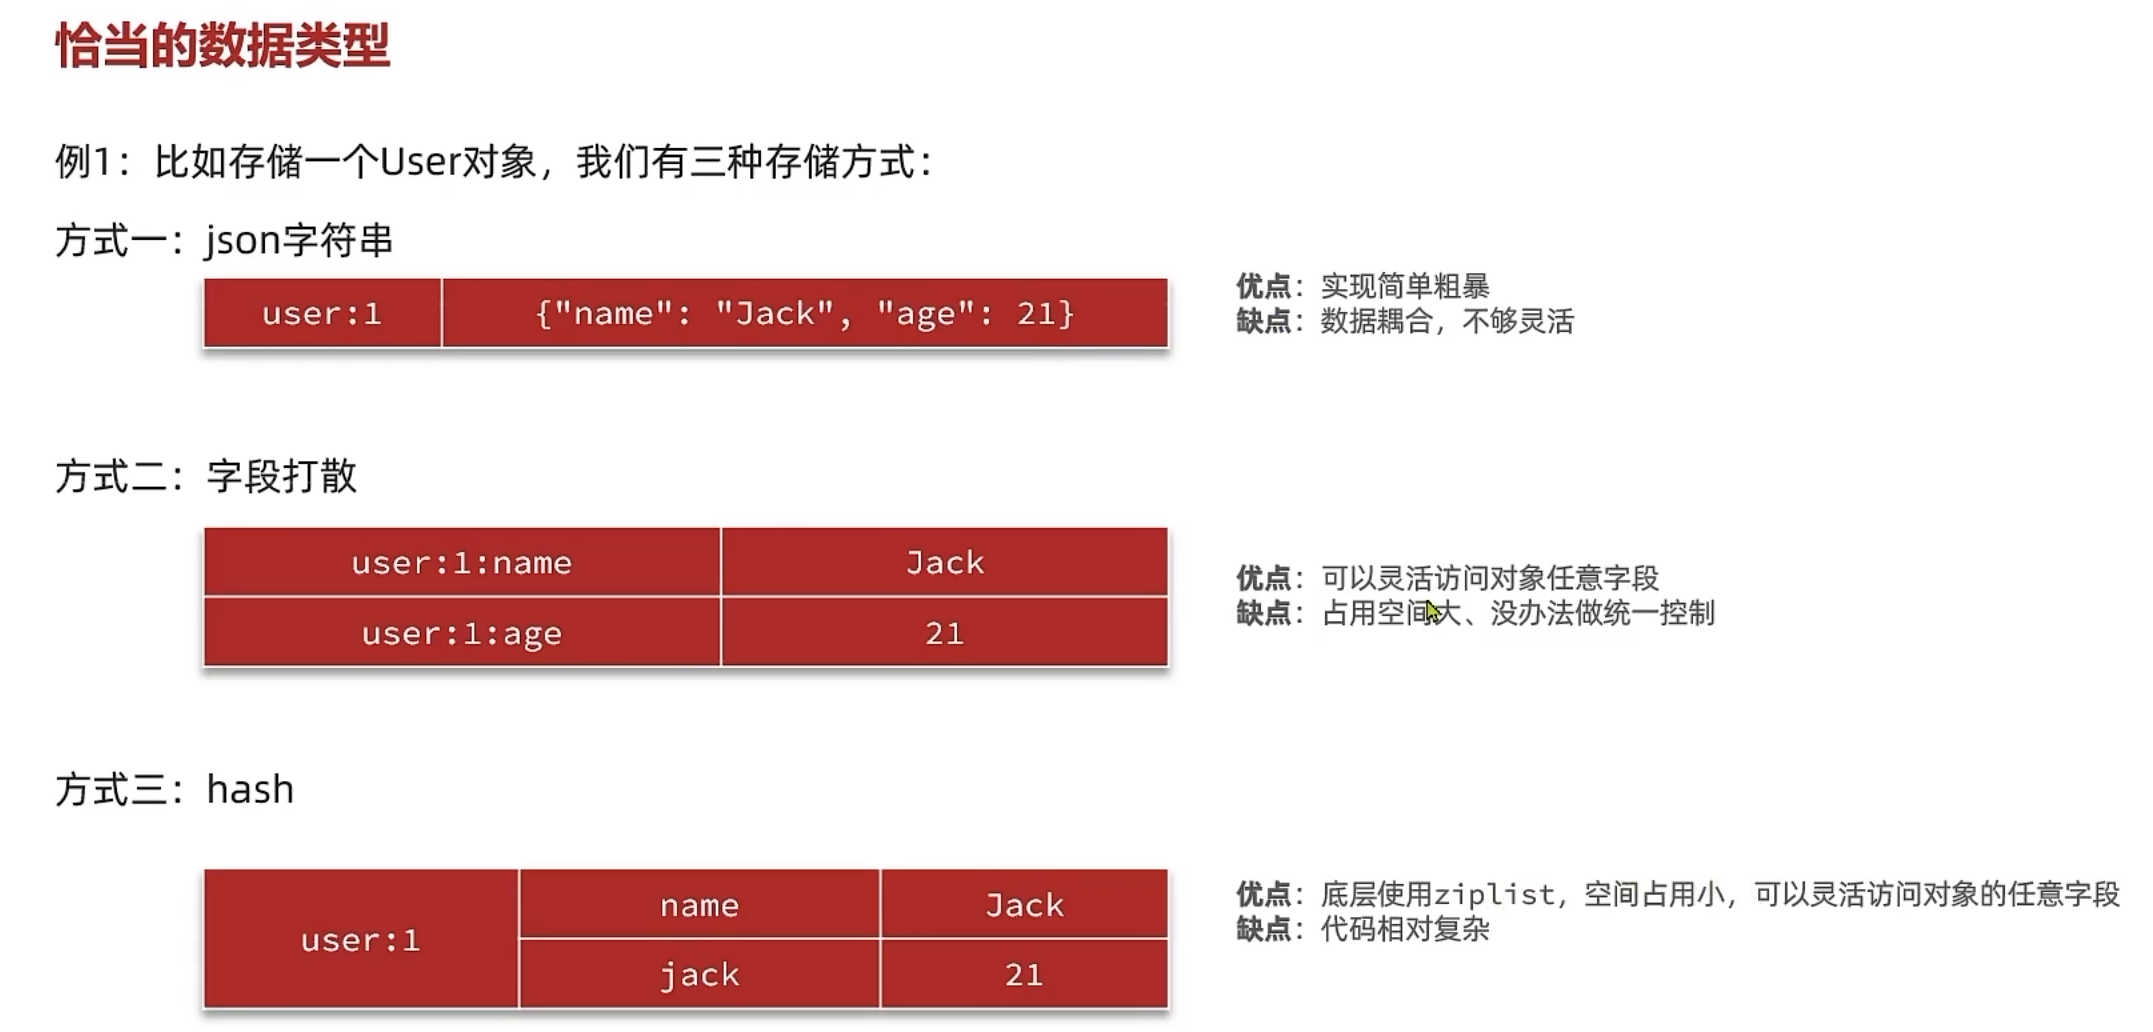 恰当的数据类型
例1：比如存储一个User对象，我们有三种存储方式：
方式一：json字符串
user:1 {"name": "Jack", "age": 21}
优点：实现简单粗暴
缺点：数据耦合，不够灵活
方式二：字段打散
user:1:name Jack
user:1:age 21
优点：可以灵活访问对象任意字段
缺点：占用空间大、没办法做统一控制
方式三：hash
user:1
name Jack
jack 21
优点：底层使用ziplist，空间占用小，可以灵活访问对象的任意字段
缺点：代码相对复杂